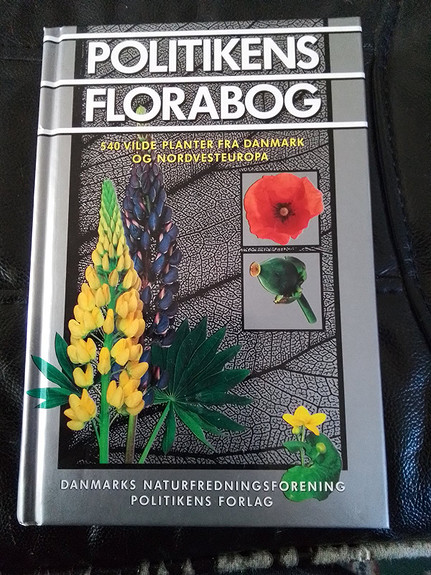 POLITIKENS
FLORABOG
540 VILDE PLANTER FRA DANMARK
OG NORDVESTEUROPA
DANMARKS NATURFREDNINGSFORENING
POLITIKENS FORLAG